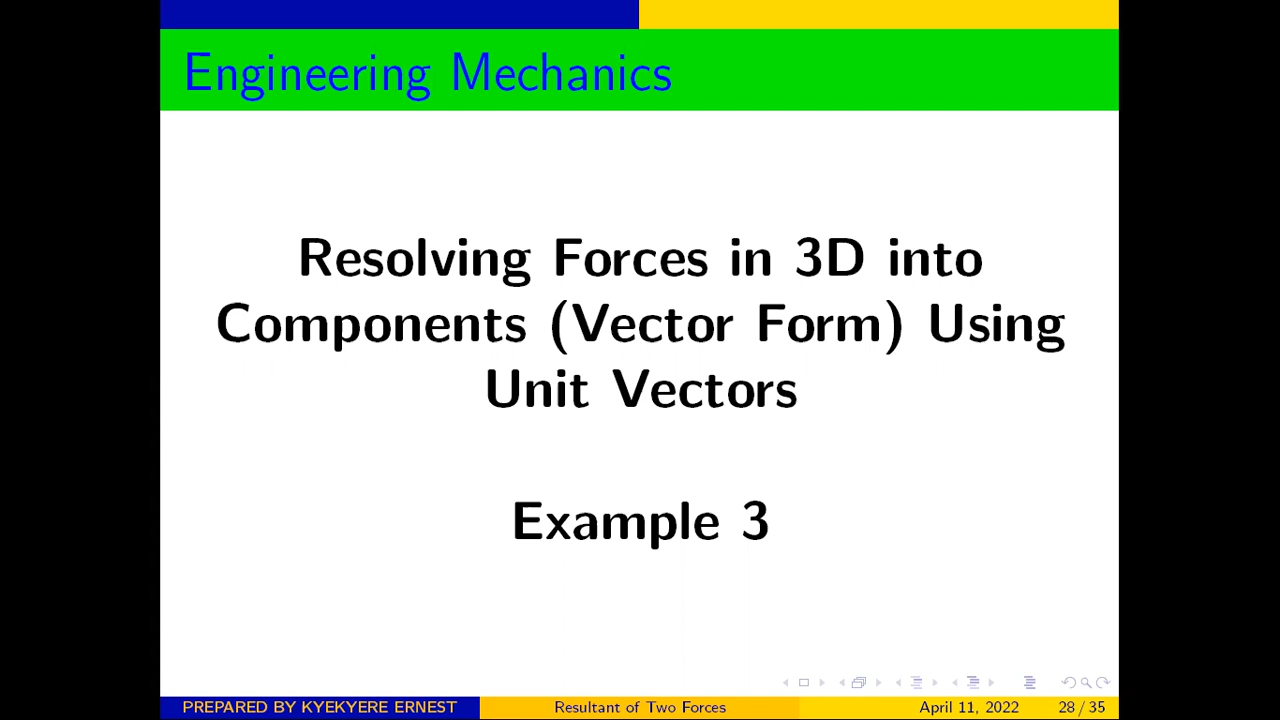 Engineering Mechanics
Resolving Forces in 3D into
Components (Vector Form) Using
Unit Vectors
Example 3
PREPARED BY KYEKYERE ERNEST Resultant of Two Forces April 11, 2022 28 / 35